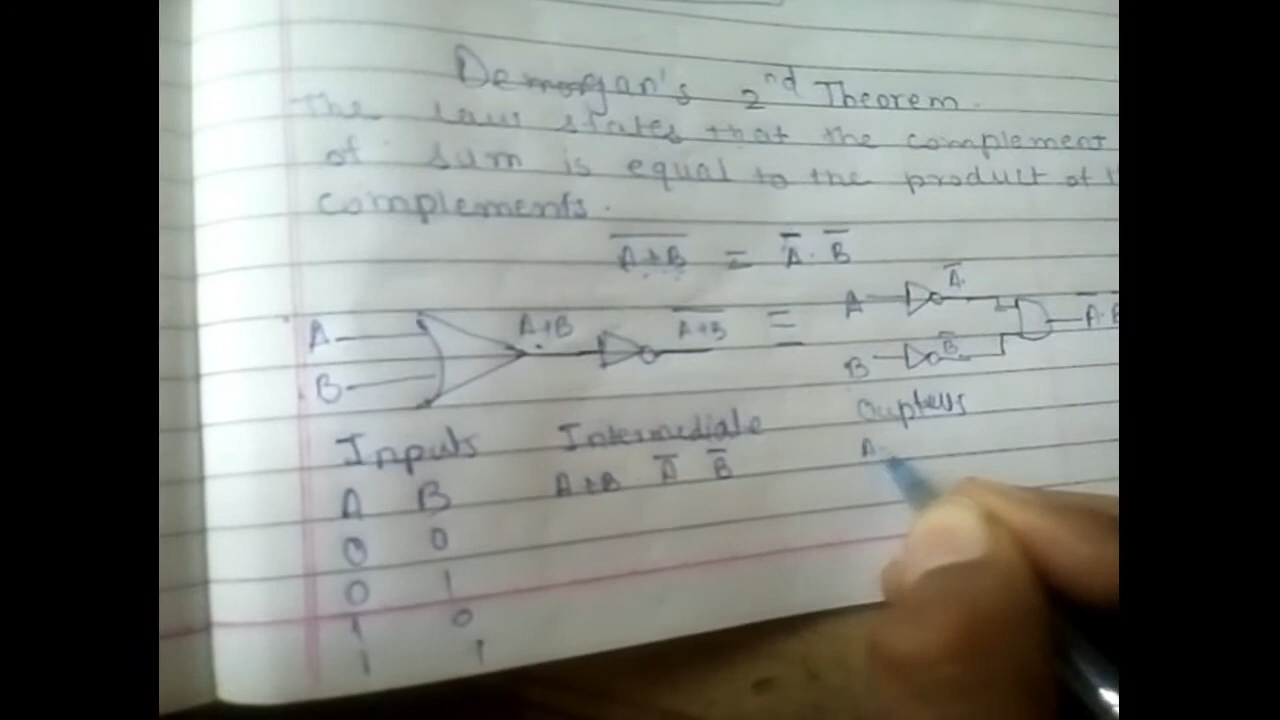 Demorgan's 2nd Theorem.
The law states that the complement
of sum is equal to the product of
complements.
A̅+̅B̅ = A̅.B̅
A B A+B A̅+̅B̅ = A B A̅ B̅ A̅.B̅
Inputs Intermediate Ouptuts
A B A+B A̅ B̅ A.
0 0
0 1
1 0
1 1